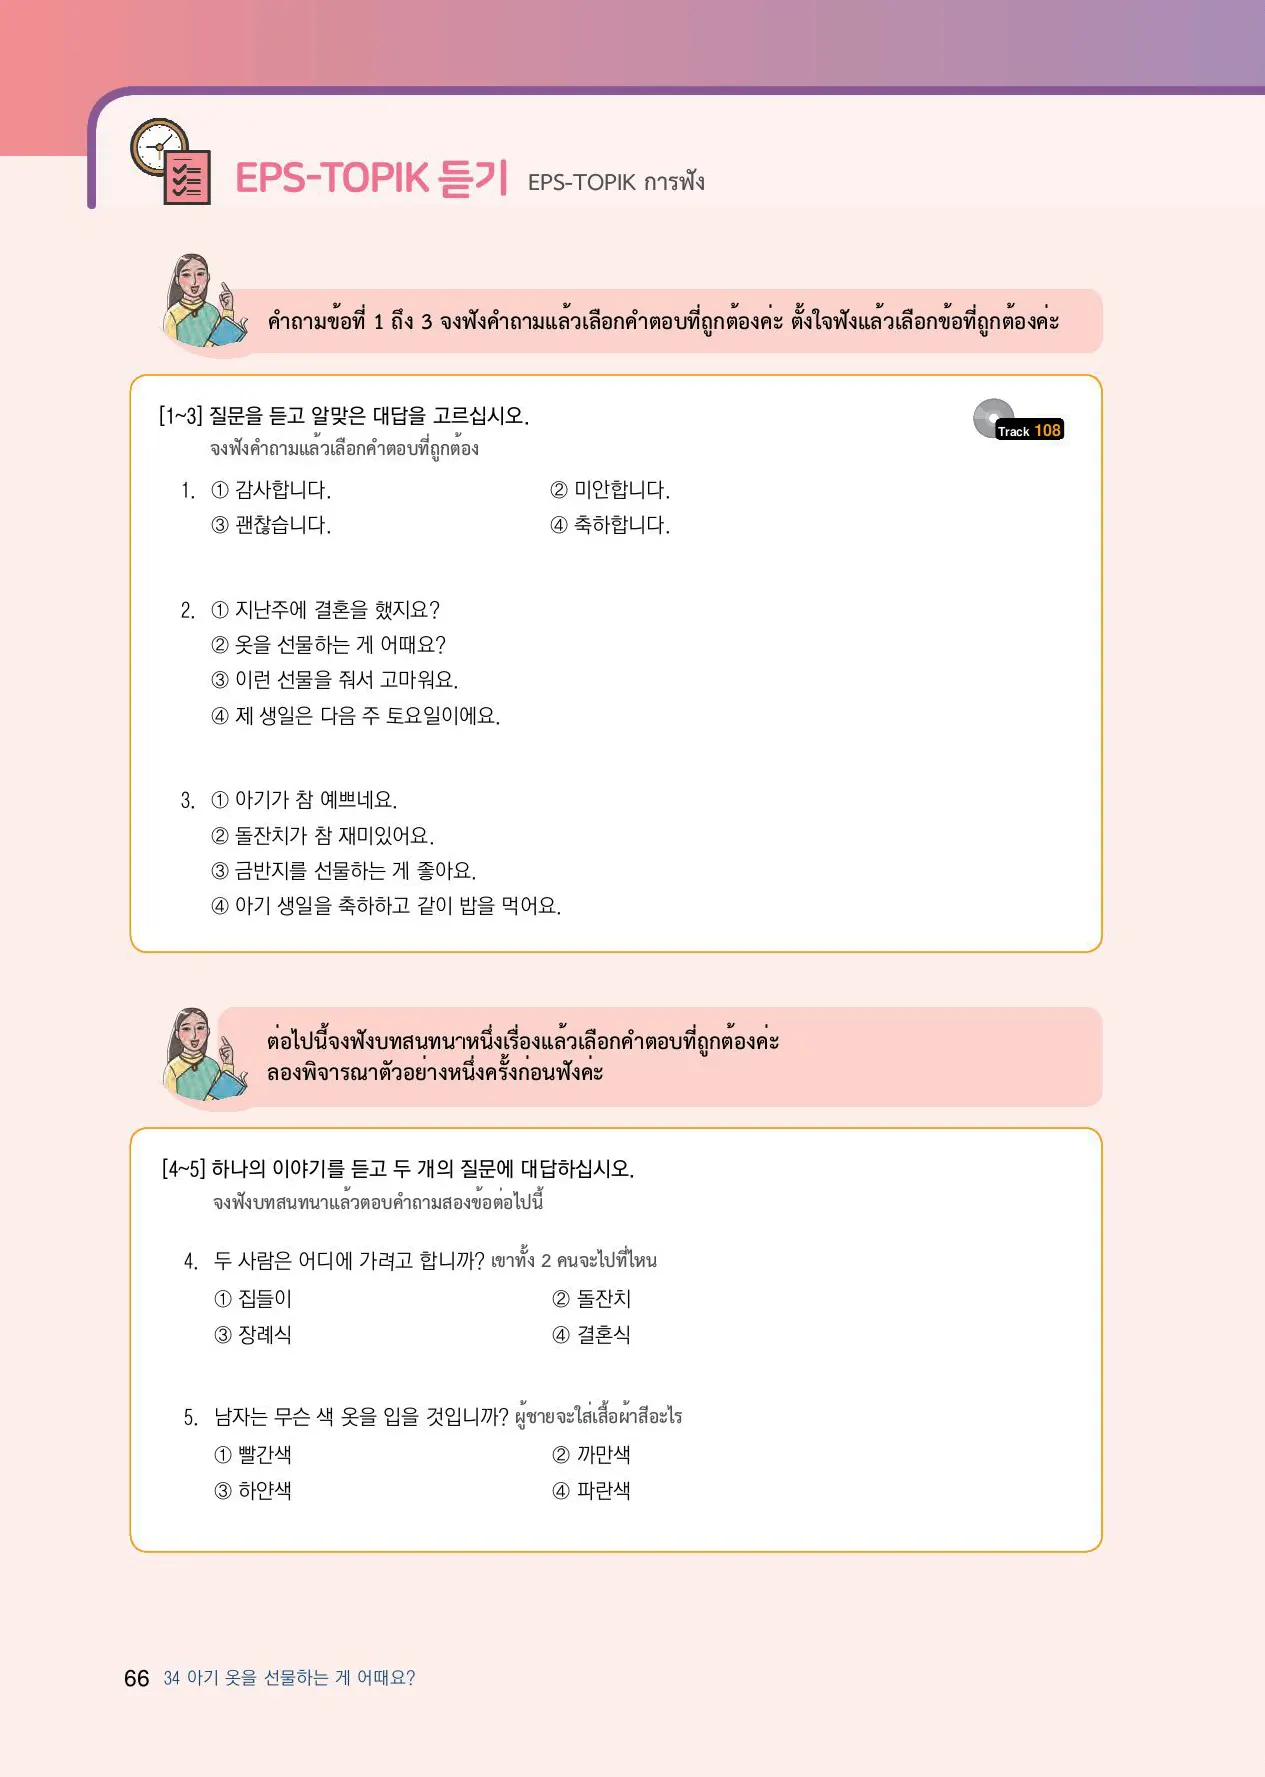 EPS-TOPIK 듣기 EPS-TOPIK การฟัง
คำถามข้อที่ 1 ถึง 3 จงฟังคำถามแล้วเลือกคำตอบที่ถูกต้องค่ะ ตั้งใจฟังแล้วเลือกข้อที่ถูกต้องค่ะ
[1~3] 질문을 듣고 알맞은 대답을 고르십시오.
Track 108
จงฟังคำถามแล้วเลือกคำตอบที่ถูกต้อง
1. ① 감사합니다. ② 미안합니다.
③ 괜찮습니다. ④ 축하합니다.
2. ① 지난주에 결혼을 했지요?
② 옷을 선물하는 게 어때요?
③ 이런 선물을 줘서 고마워요.
④ 제 생일은 다음 주 토요일이에요.
3. ① 아기가 참 예쁘네요.
② 돌잔치가 참 재미있어요.
③ 금반지를 선물하는 게 좋아요.
④ 아기 생일을 축하하고 같이 밥을 먹어요.
ต่อไปนี้จงฟังบทสนทนาหนึ่งเรื่องแล้วเลือกคำตอบที่ถูกต้องค่ะ
ลองพิจารณาตัวอย่างหนึ่งครั้งก่อนฟังค่ะ
[4~5] 하나의 이야기를 듣고 두 개의 질문에 대답하십시오.
จงฟังบทสนทนาแล้วตอบคำถามสองข้อต่อไปนี้
4. 두 사람은 어디에 가려고 합니까? เขาทั้ง 2 คนจะไปที่ไหน
① 집들이 ② 돌잔치
③ 장례식 ④ 결혼식
5. 남자는 무슨 색 옷을 입을 것입니까? ผู้ชายจะใส่เสื้อผ้าสีอะไร
① 빨간색 ② 까만색
③ 하얀색 ④ 파란색
66 34 아기 옷을 선물하는 게 어때요?